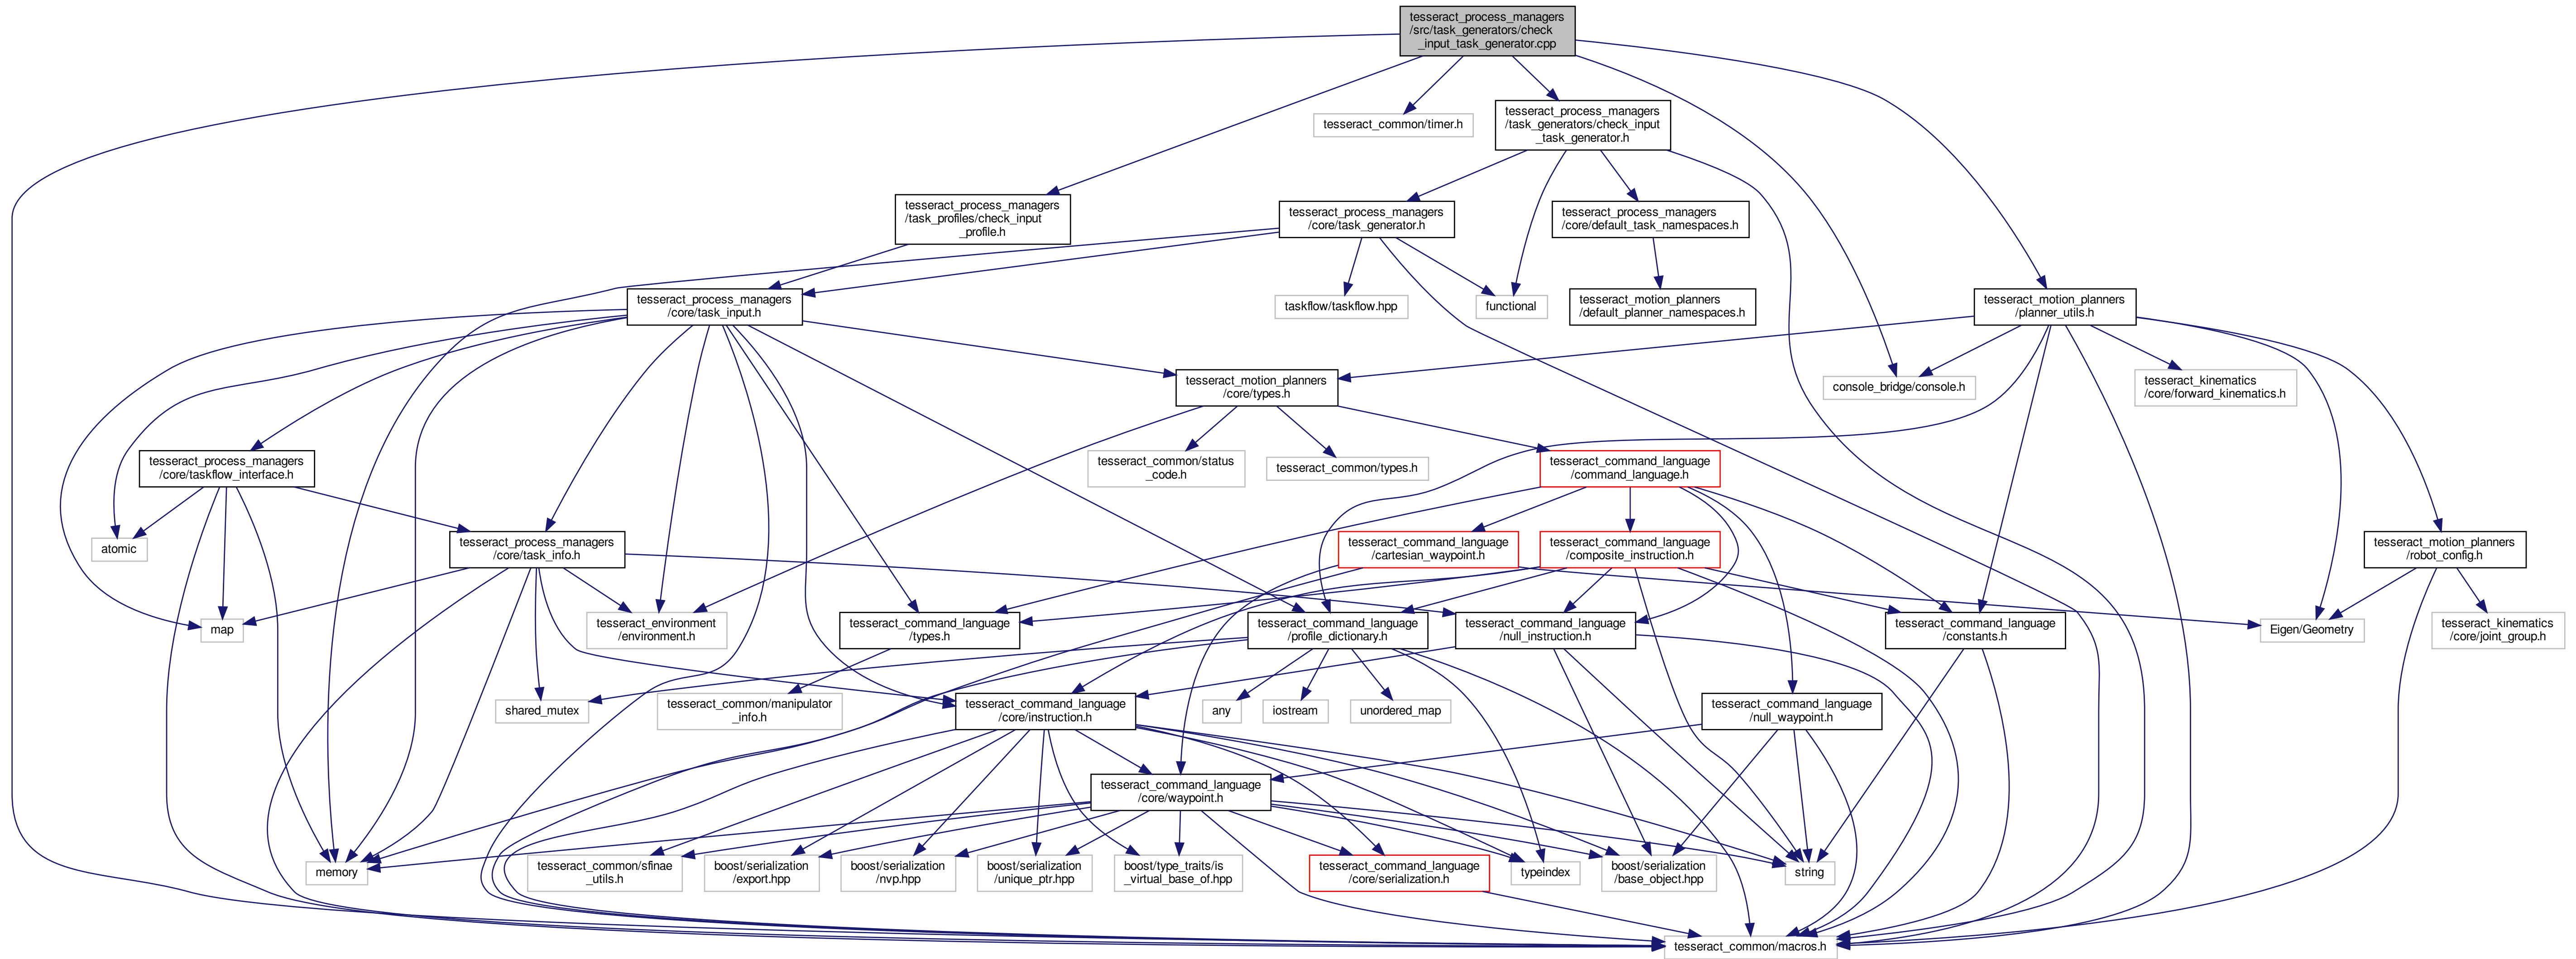 tesseract_process_managers
/src/task_generators/check
_input_task_generator.cpp
tesseract_common/timer.h
tesseract_process_managers
/task_generators/check_input
_task_generator.h
tesseract_process_managers
/task_profiles/check_input
_profile.h
tesseract_process_managers
/core/task_generator.h
tesseract_process_managers
/core/default_task_namespaces.h
tesseract_process_managers
/core/task_input.h
taskflow/taskflow.hpp
functional
tesseract_motion_planners
/default_planner_namespaces.h
tesseract_motion_planners
/planner_utils.h
tesseract_motion_planners
/core/types.h
console_bridge/console.h
tesseract_kinematics
/core/forward_kinematics.h
tesseract_process_managers
/core/taskflow_interface.h
tesseract_common/status
_code.h
tesseract_common/types.h
tesseract_command_language
/command_language.h
atomic
tesseract_process_managers
/core/task_info.h
tesseract_command_language
/cartesian_waypoint.h
tesseract_command_language
/composite_instruction.h
tesseract_motion_planners
/robot_config.h
map
tesseract_environment
/environment.h
tesseract_command_language
/types.h
tesseract_command_language
/profile_dictionary.h
tesseract_command_language
/null_instruction.h
tesseract_command_language
/constants.h
Eigen/Geometry
tesseract_kinematics
/core/joint_group.h
shared_mutex
tesseract_common/manipulator
_info.h
tesseract_command_language
/core/instruction.h
any
iostream
unordered_map
tesseract_command_language
/null_waypoint.h
tesseract_command_language
/core/waypoint.h
memory
tesseract_common/sfinae
_utils.h
boost/serialization
/export.hpp
boost/serialization
/nvp.hpp
boost/serialization
/unique_ptr.hpp
boost/type_traits/is
_virtual_base_of.hpp
tesseract_command_language
/core/serialization.h
typeindex
boost/serialization
/base_object.hpp
string
tesseract_common/macros.h